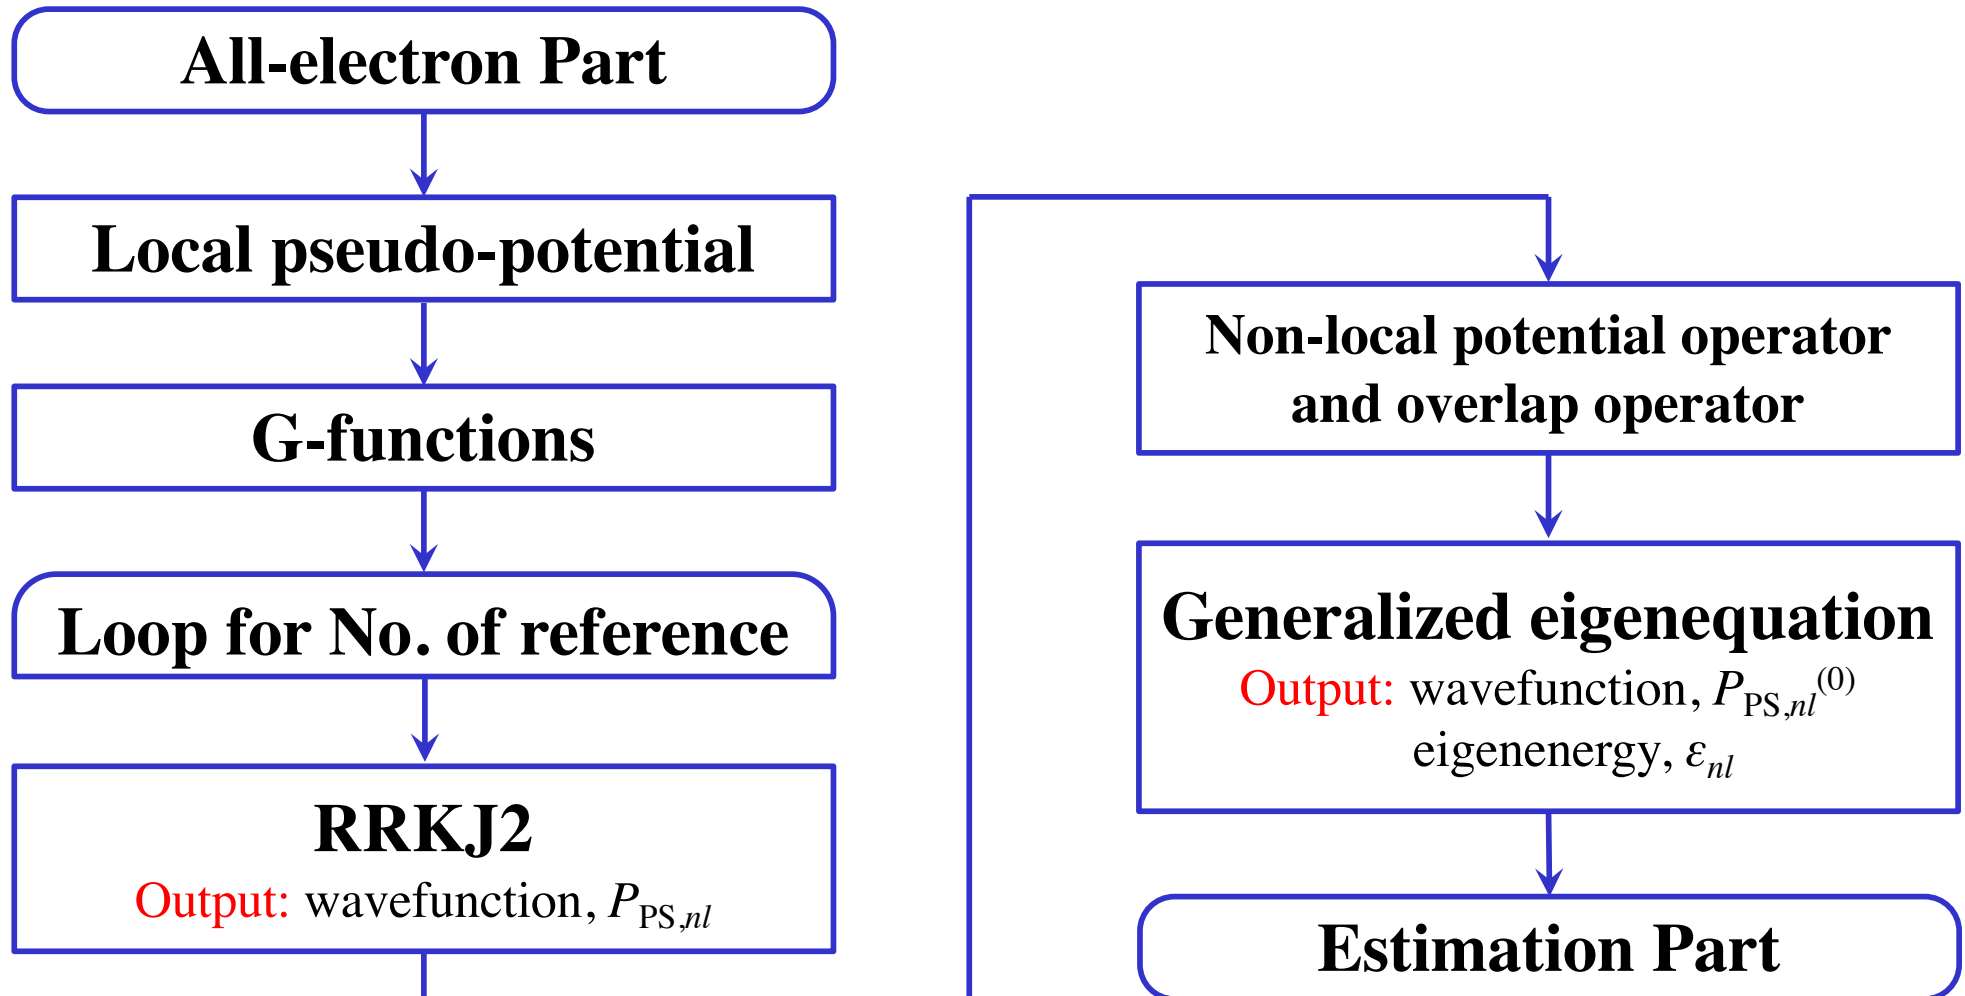 All-electron Part
Local pseudo-potential
G-functions
Loop for No. of reference
RRKJ2
Output: wavefunction, P_PS,nl
Non-local potential operator
and overlap operator
Generalized eigenequation
Output: wavefunction, P_PS,nl^(0)
eigenenergy, ε_nl
Estimation Part